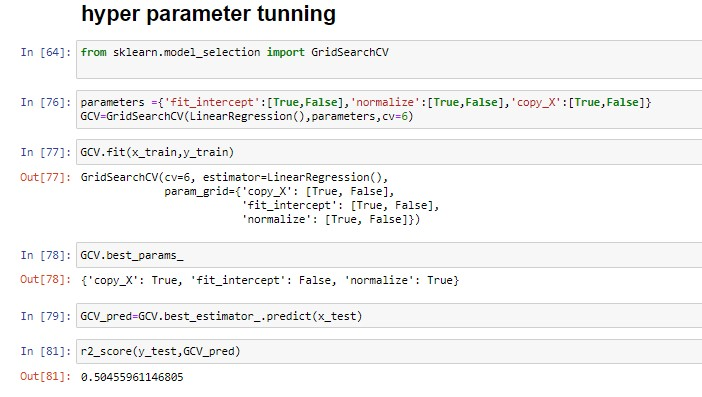 hyper parameter tunning
In [64]: from sklearn.model_selection import GridSearchCV
In [76]: parameters ={'fit_intercept':[True,False],'normalize':[True,False],'copy_X':[True,False]}
GCV=GridSearchCV(LinearRegression(),parameters,cv=6)
In [77]: GCV.fit(x_train,y_train)
Out[77]: GridSearchCV(cv=6, estimator=LinearRegression(),
param_grid={'copy_X': [True, False],
'fit_intercept': [True, False],
'normalize': [True, False]})
In [78]: GCV.best_params_
Out[78]: {'copy_X': True, 'fit_intercept': False, 'normalize': True}
In [79]: GCV_pred=GCV.best_estimator_.predict(x_test)
In [81]: r2_score(y_test,GCV_pred)
Out[81]: 0.50455961146805